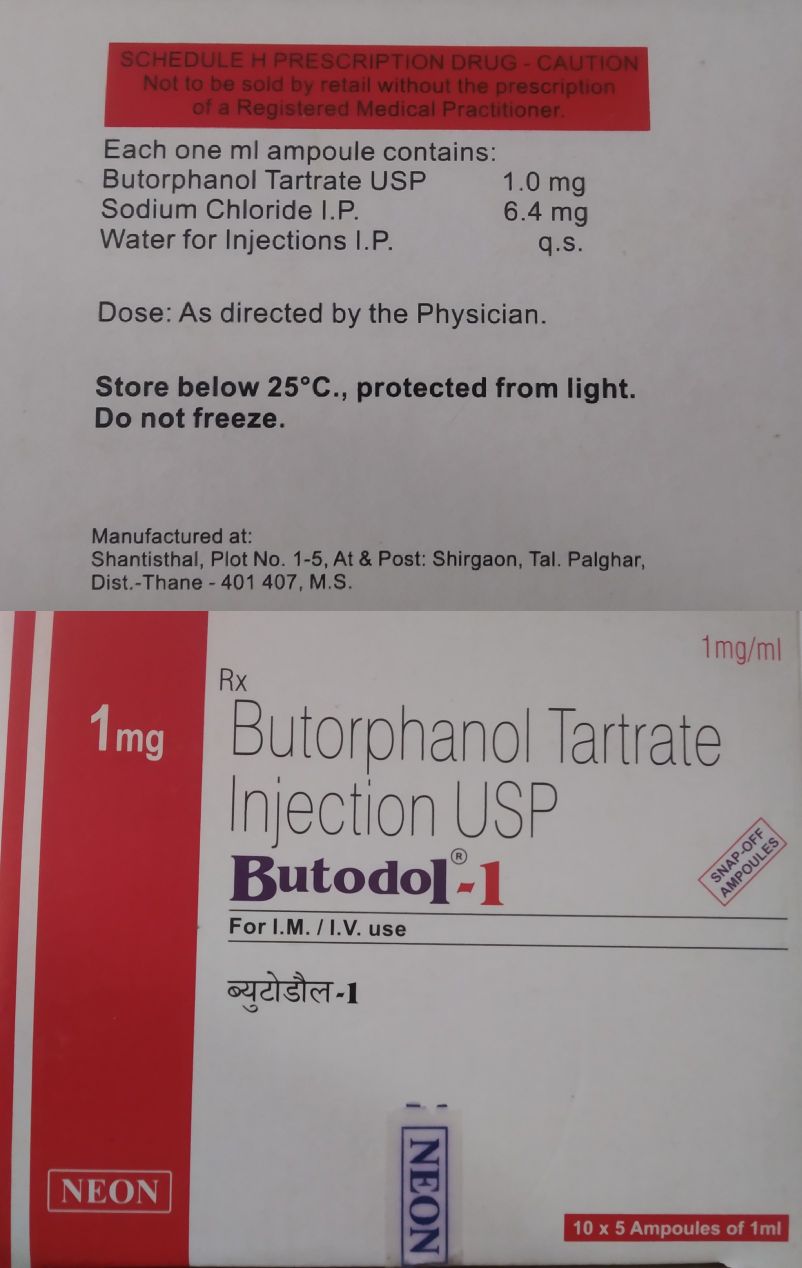 SCHEDULE H PRESCRIPTION DRUG - CAUTION
Not to be sold by retail without the prescription
of a Registered Medical Practitioner.
Each one ml ampoule contains:
Butorphanol Tartrate USP 1.0 mg
Sodium Chloride I.P. 6.4 mg
Water for Injections I.P. q.s.
Dose: As directed by the Physician.
Store below 25°C., protected from light.
Do not freeze.
Manufactured at:
Shantisthal, Plot No. 1-5, At & Post: Shirgaon, Tal. Palghar,
Dist.-Thane - 401 407, M.S.
1mg/ml
1mg
Rx
Butorphanol Tartrate
Injection USP
Butodol®-1
SNAP-OFF
AMPOULES
For I.M. / I.V. use
ब्युटोडौल-1
NEON
NEON
10 x 5 Ampoules of 1ml